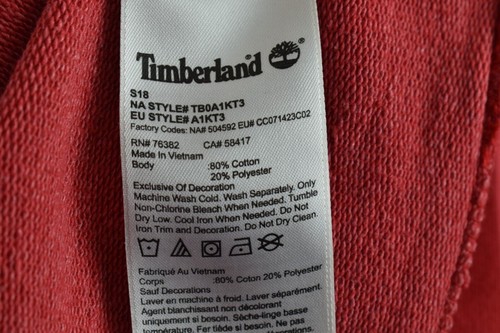 Timberland
S18
NA STYLE# TB0A1KT3
EU STYLE# A1KT3
Factory Codes: NA# 504592 EU# CC071423C02
RN# 76382 CA# 58417
Made In Vietnam
Body :80% Cotton
20% Polyester
Exclusive Of Decoration
Machine Wash Cold. Wash Separately. Only
Non-Chlorine Bleach When Needed. Tumble
Dry Low. Cool Iron When Needed. Do Not
Iron Trim and Decoration. Do Not Dry Clean.
Fabriqué Au Vietnam
Corps :80% Coton 20% Polyester
Sauf Decorations
Laver en machine à froid. Laver séparément.
Agent blanchissant non décolorant
uniquement si besoin. Séchage en
température